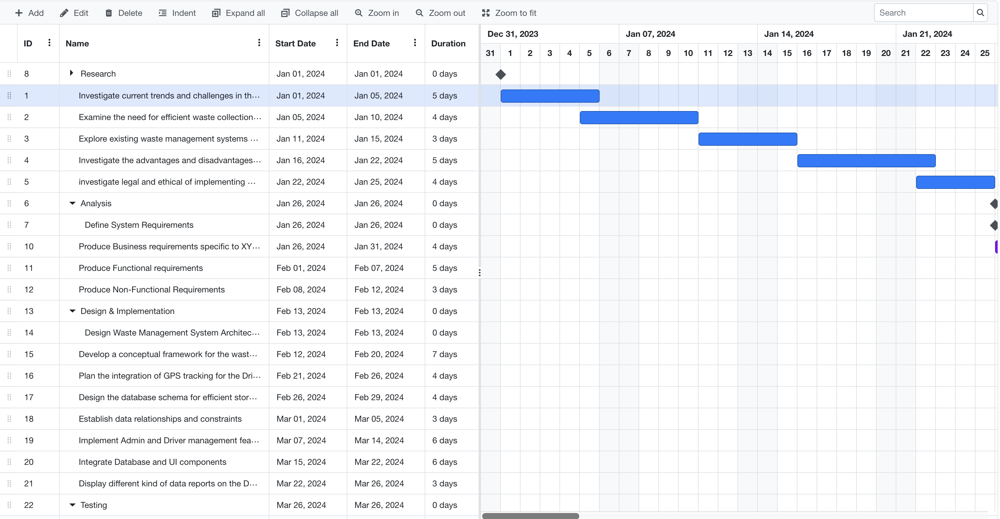 Add Edit Delete Indent Expand all Collapse all Zoom in Zoom out Zoom to fit Search
ID Name Start Date End Date Duration
Dec 31, 2023 Jan 07, 2024 Jan 14, 2024 Jan 21, 2024
31 1 2 3 4 5 6 7 8 9 10 11 12 13 14 15 16 17 18 19 20 21 22 23 24 25
8 Research Jan 01, 2024 Jan 01, 2024 0 days
1 Investigate current trends and challenges in th... Jan 01, 2024 Jan 05, 2024 5 days
2 Examine the need for efficient waste collection... Jan 05, 2024 Jan 10, 2024 4 days
3 Explore existing waste management systems ... Jan 11, 2024 Jan 15, 2024 3 days
4 Investigate the advantages and disadvantages... Jan 16, 2024 Jan 22, 2024 5 days
5 investigate legal and ethical of implementing ... Jan 22, 2024 Jan 25, 2024 4 days
6 Analysis Jan 26, 2024 Jan 26, 2024 0 days
7 Define System Requirements Jan 26, 2024 Jan 26, 2024 0 days
10 Produce Business requirements specific to XY... Jan 26, 2024 Jan 31, 2024 4 days
11 Produce Functional requirements Feb 01, 2024 Feb 07, 2024 5 days
12 Produce Non-Functional Requirements Feb 08, 2024 Feb 12, 2024 3 days
13 Design & Implementation Feb 13, 2024 Feb 13, 2024 0 days
14 Design Waste Management System Architec... Feb 13, 2024 Feb 13, 2024 0 days
15 Develop a conceptual framework for the wast... Feb 12, 2024 Feb 20, 2024 7 days
16 Plan the integration of GPS tracking for the Dri... Feb 21, 2024 Feb 26, 2024 4 days
17 Design the database schema for efficient stor... Feb 26, 2024 Feb 29, 2024 4 days
18 Establish data relationships and constraints Mar 01, 2024 Mar 05, 2024 3 days
19 Implement Admin and Driver management fea... Mar 07, 2024 Mar 14, 2024 6 days
20 Integrate Database and UI components Mar 15, 2024 Mar 22, 2024 6 days
21 Display different kind of data reports on the D... Mar 22, 2024 Mar 26, 2024 3 days
22 Testing Mar 26, 2024 Mar 26, 2024 0 days